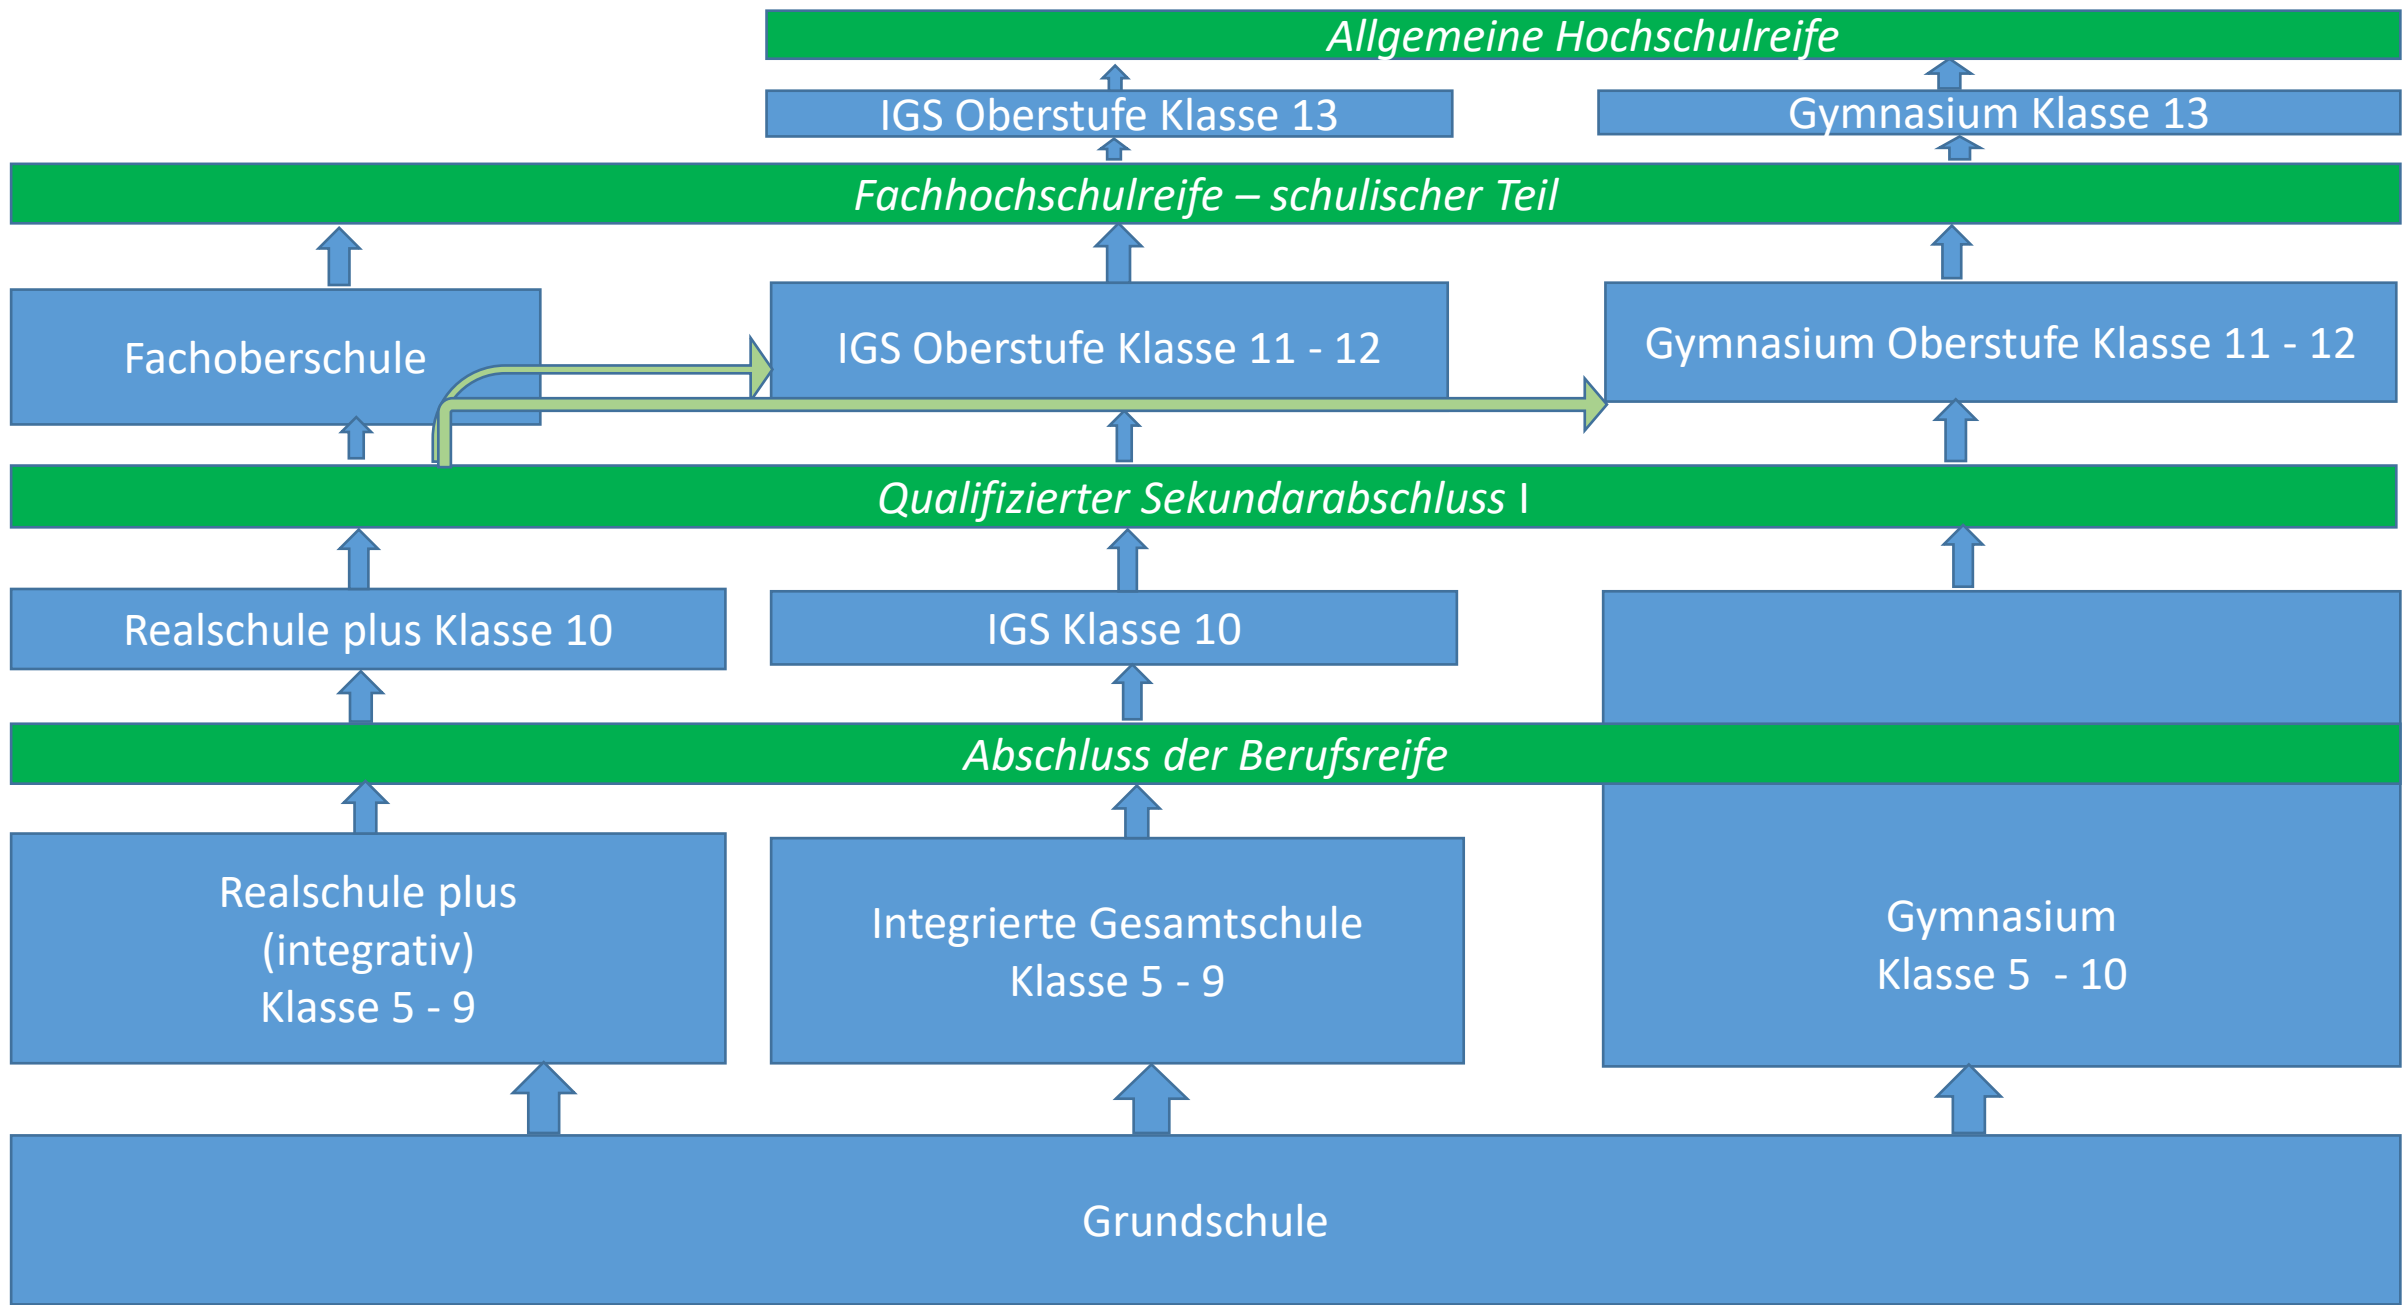 Allgemeine Hochschulreife
IGS Oberstufe Klasse 13
Gymnasium Klasse 13
Fachhochschulreife – schulischer Teil
Fachoberschule
IGS Oberstufe Klasse 11 - 12
Gymnasium Oberstufe Klasse 11 - 12
Qualifizierter Sekundarabschluss I
Realschule plus Klasse 10
IGS Klasse 10
Abschluss der Berufsreife
Realschule plus
(integrativ)
Klasse 5 - 9
Integrierte Gesamtschule
Klasse 5 - 9
Gymnasium
Klasse 5  - 10
Grundschule